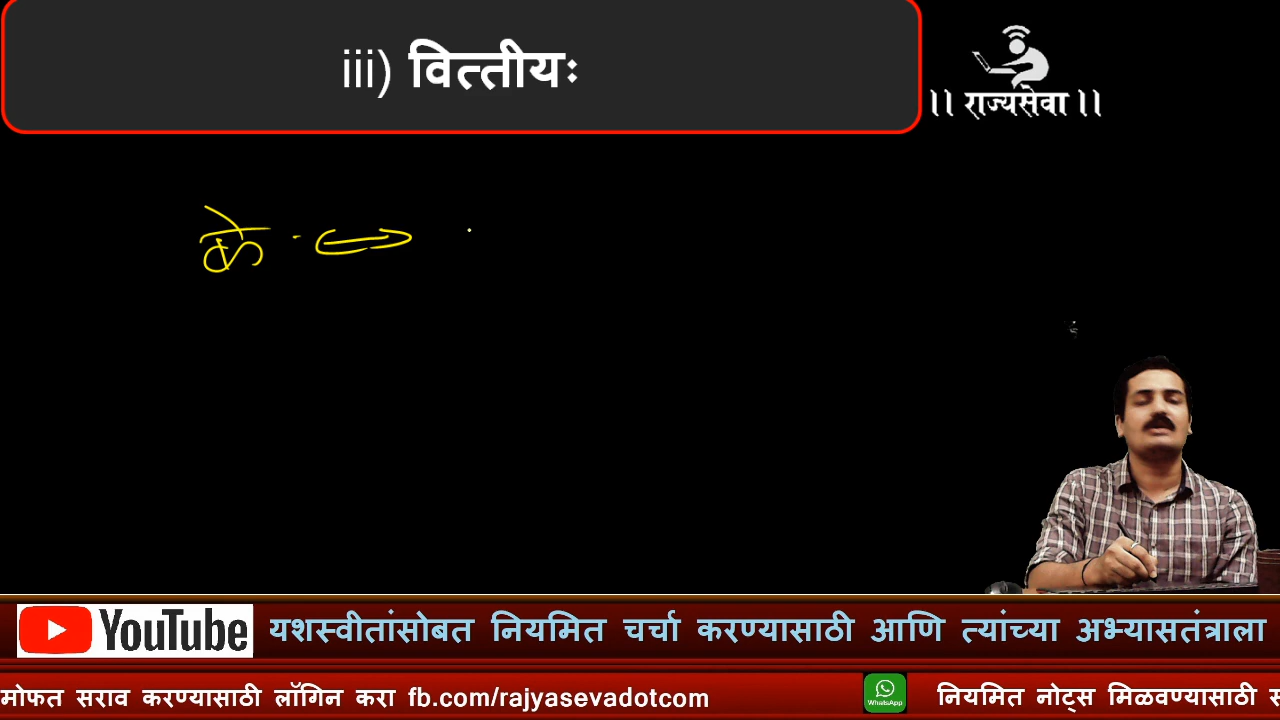 iii) वित्तीयः
।। राज्यसेवा ।।
के
YouTube यशस्वीतांसोबत नियमित चर्चा करण्यासाठी आणि त्यांच्या अभ्यासतंत्राला
मोफत सराव करण्यासाठी लॉगिन करा fb.com/rajyasevadotcom WhatsApp नियमित नोट्स मिळवण्यासाठी